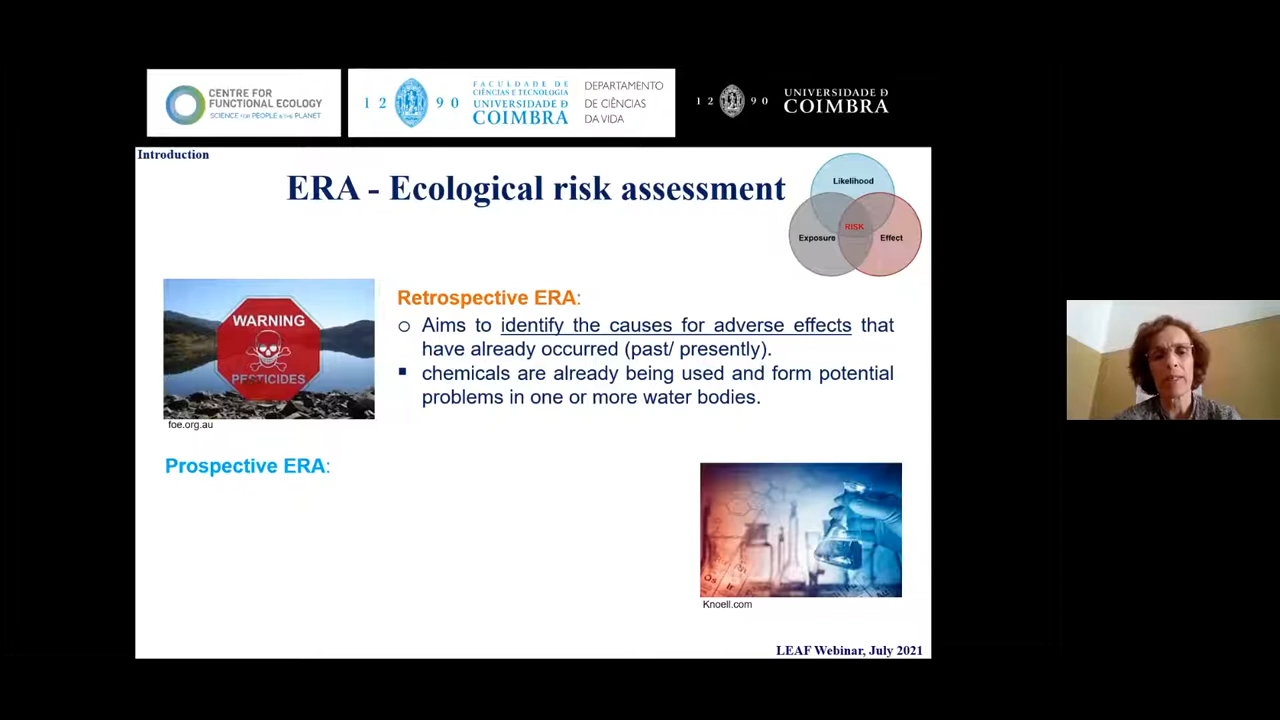 CENTRE FOR
FUNCTIONAL ECOLOGY
SCIENCE FOR PEOPLE & THE PLANET
12 90
FACULDADE DE
CIÊNCIAS E TECNOLOGIA
UNIVERSIDADE Ð
COIMBRA
DEPARTAMENTO
DE CIÊNCIAS
DA VIDA
12 90
UNIVERSIDADE Ð
COIMBRA
Introduction
ERA - Ecological risk assessment
Likelihood
Exposure
RISK
Effect
WARNING
PESTICIDES
foe.org.au
Retrospective ERA:
Aims to identify the causes for adverse effects that
have already occurred (past/ presently).
chemicals are already being used and form potential
problems in one or more water bodies.
Prospective ERA:
Os
Ir
Knoell.com
LEAF Webinar, July 2021